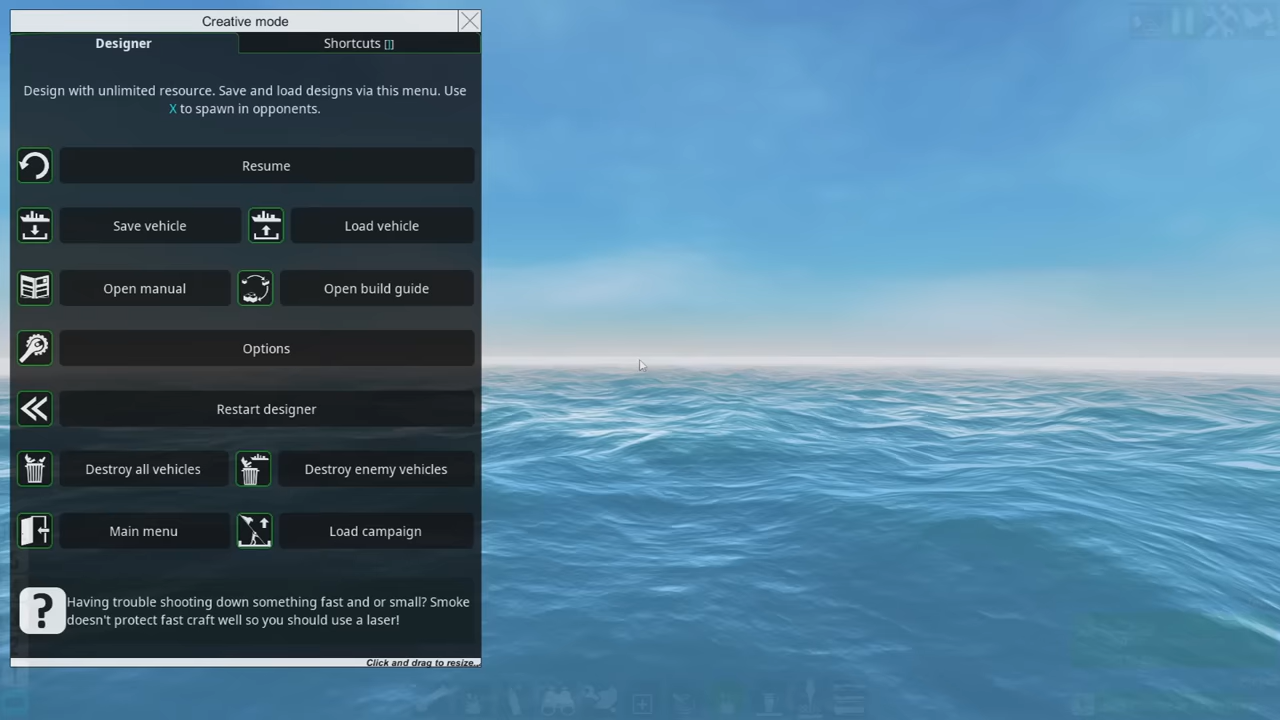 Creative mode
Designer
Shortcuts []]
Design with unlimited resource. Save and load designs via this menu. Use
X to spawn in opponents.
Resume
Save vehicle
Load vehicle
Open manual
Open build guide
Options
Restart designer
Destroy all vehicles
Destroy enemy vehicles
Main menu
Load campaign
?
Having trouble shooting down something fast and or small? Smoke
doesn't protect fast craft well so you should use a laser!
Click and drag to resize..